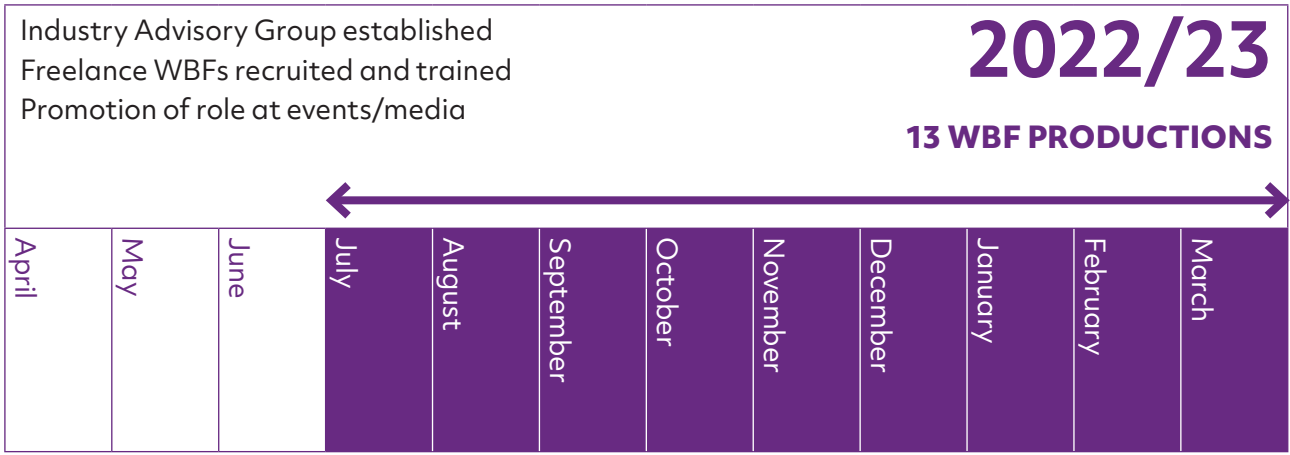 Industry Advisory Group established
Freelance WBFs recruited and trained
Promotion of role at events/media
2022/23
13 WBF PRODUCTIONS
April
May
June
July
August
September
October
November
December
January
February
March